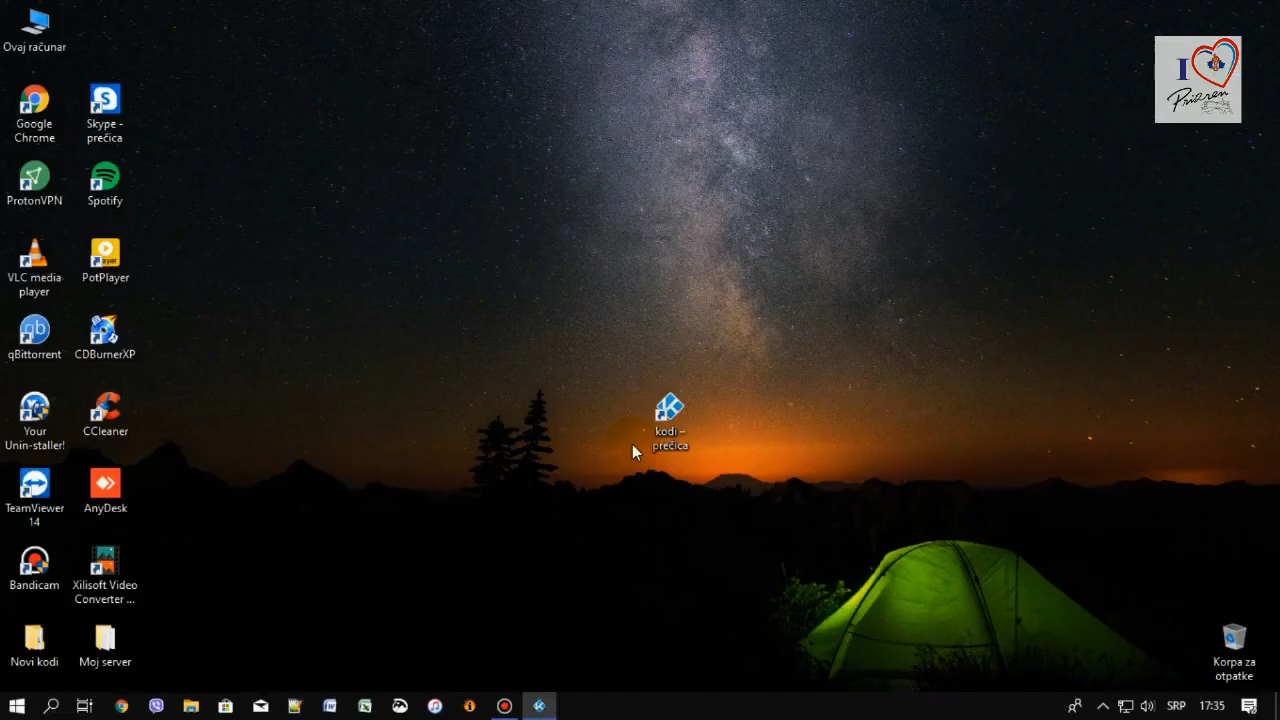 Ovaj računar
Google
Chrome
Skype -
prečica
ProtonVPN
Spotify
VLC media
player
PotPlayer
qBittorrent
CDBurnerXP
Your
Unin-staller!
CCleaner
TeamViewer
14
AnyDesk
Bandicam
Xilisoft Video
Converter ...
Novi kodi
Moj server
kodi –
prečica
I
Prizren
Korpa za
otpatke
SRP
17:35